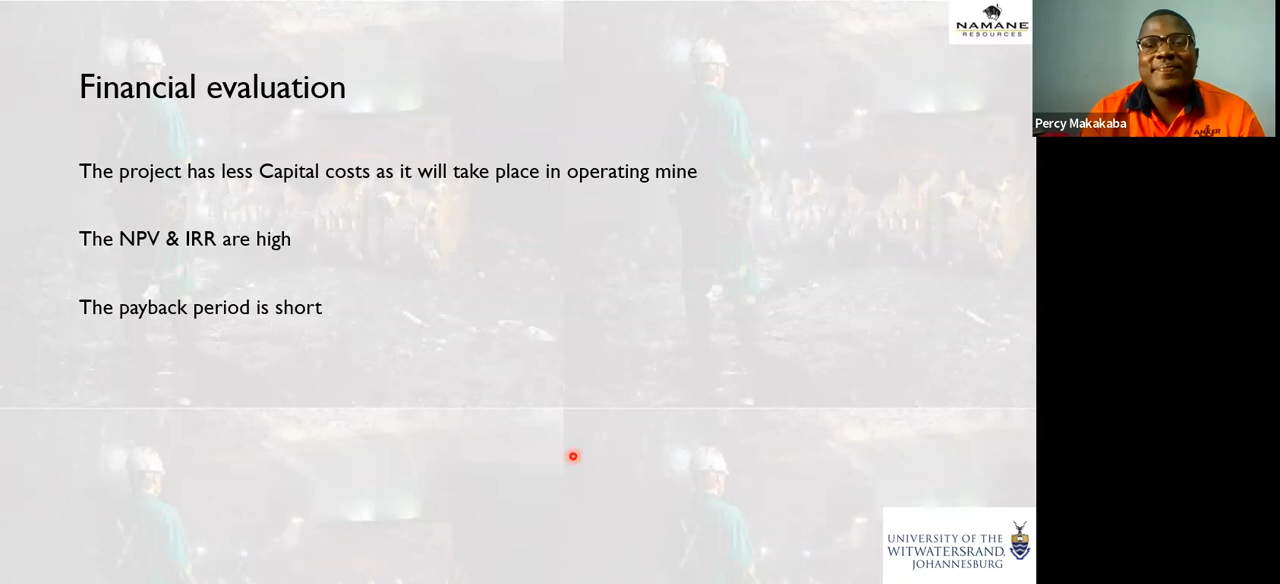 NAMANE
RESOURCES
Financial evaluation
The project has less Capital costs as it will take place in operating mine
The NPV & IRR are high
The payback period is short
Percy Makakaba
ANKER
UNIVERSITY OF THE
WITWATERSRAND,
JOHANNESBURG